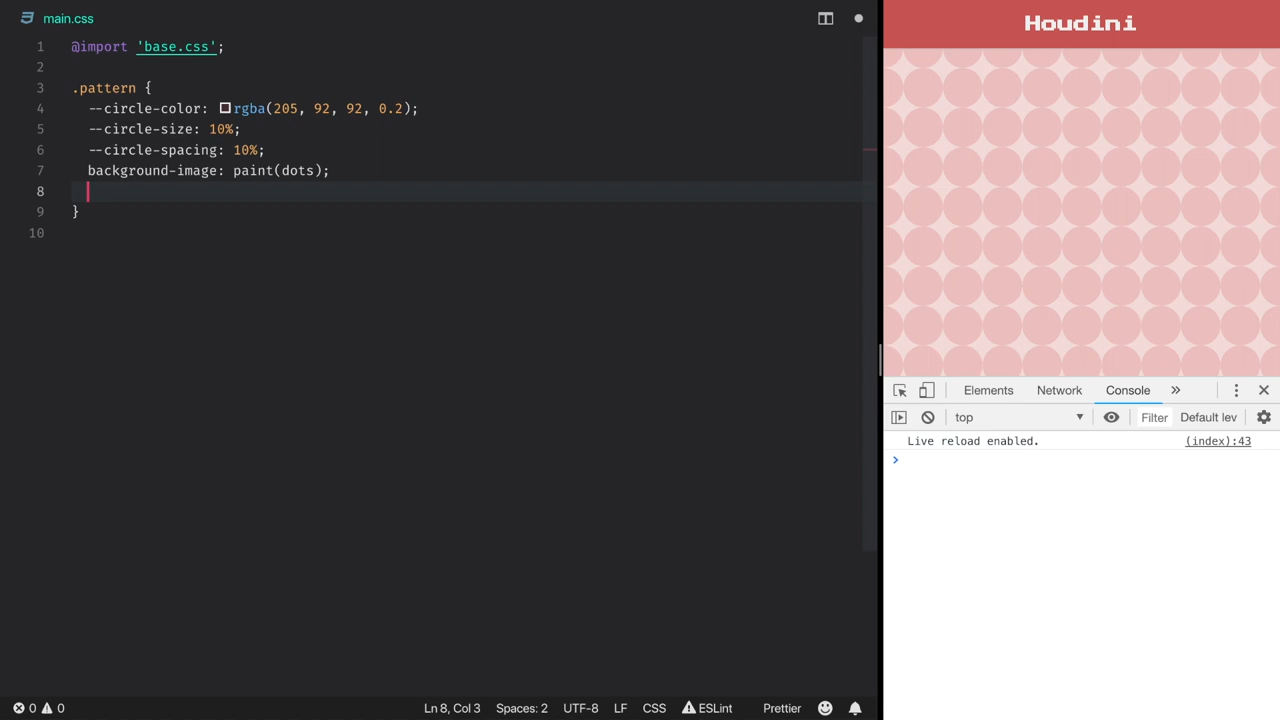 main.css
1 @import 'base.css';
2
3 .pattern {
4 --circle-color: rgba(205, 92, 92, 0.2);
5 --circle-size: 10%;
6 --circle-spacing: 10%;
7 background-image: paint(dots);
8
9 }
10
0 0 Ln 8, Col 3 Spaces: 2 UTF-8 LF CSS ESLint Prettier
Houdini
Elements Network Console »
top Filter Default lev
Live reload enabled. (index):43
>